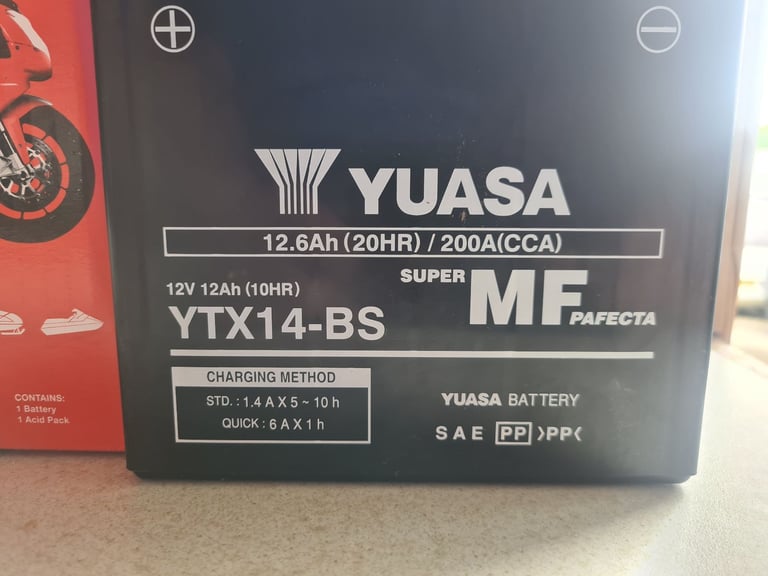 YUASA
12.6Ah (20HR) / 200A(CCA)
12V 12Ah (10HR)
SUPER MF PAFECTA
YTX14-BS
CHARGING METHOD
STD. : 1.4 A X 5 ~ 10 h
QUICK : 6 A X 1 h
YUASA BATTERY
S A E PP >PP<
CONTAINS:
1 Battery
1 Acid Pack